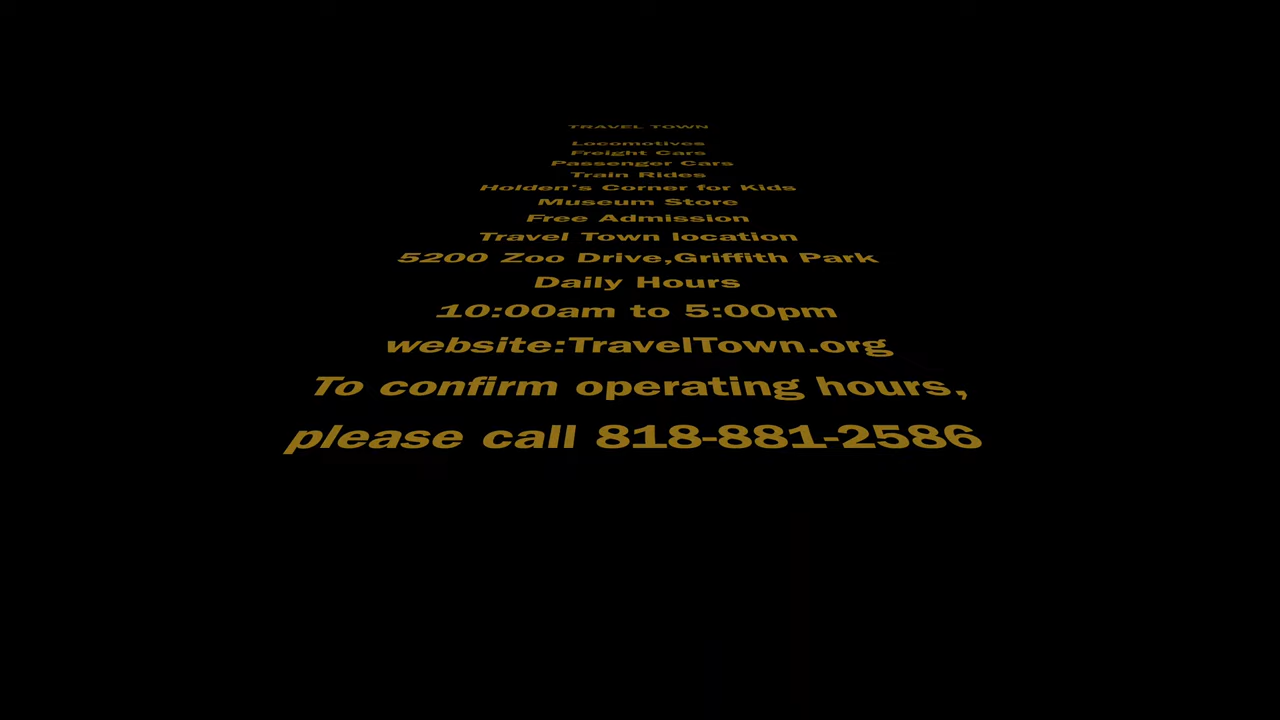 TRAVEL TOWN
Locomotives
Freight Cars
Passenger Cars
Train Rides
Holden's Corner for Kids
Museum Store
Free Admission
Travel Town location
5200 Zoo Drive,Griffith Park
Daily Hours
10:00am to 5:00pm
website:TravelTown.org
To confirm operating hours,
please call 818-881-2586